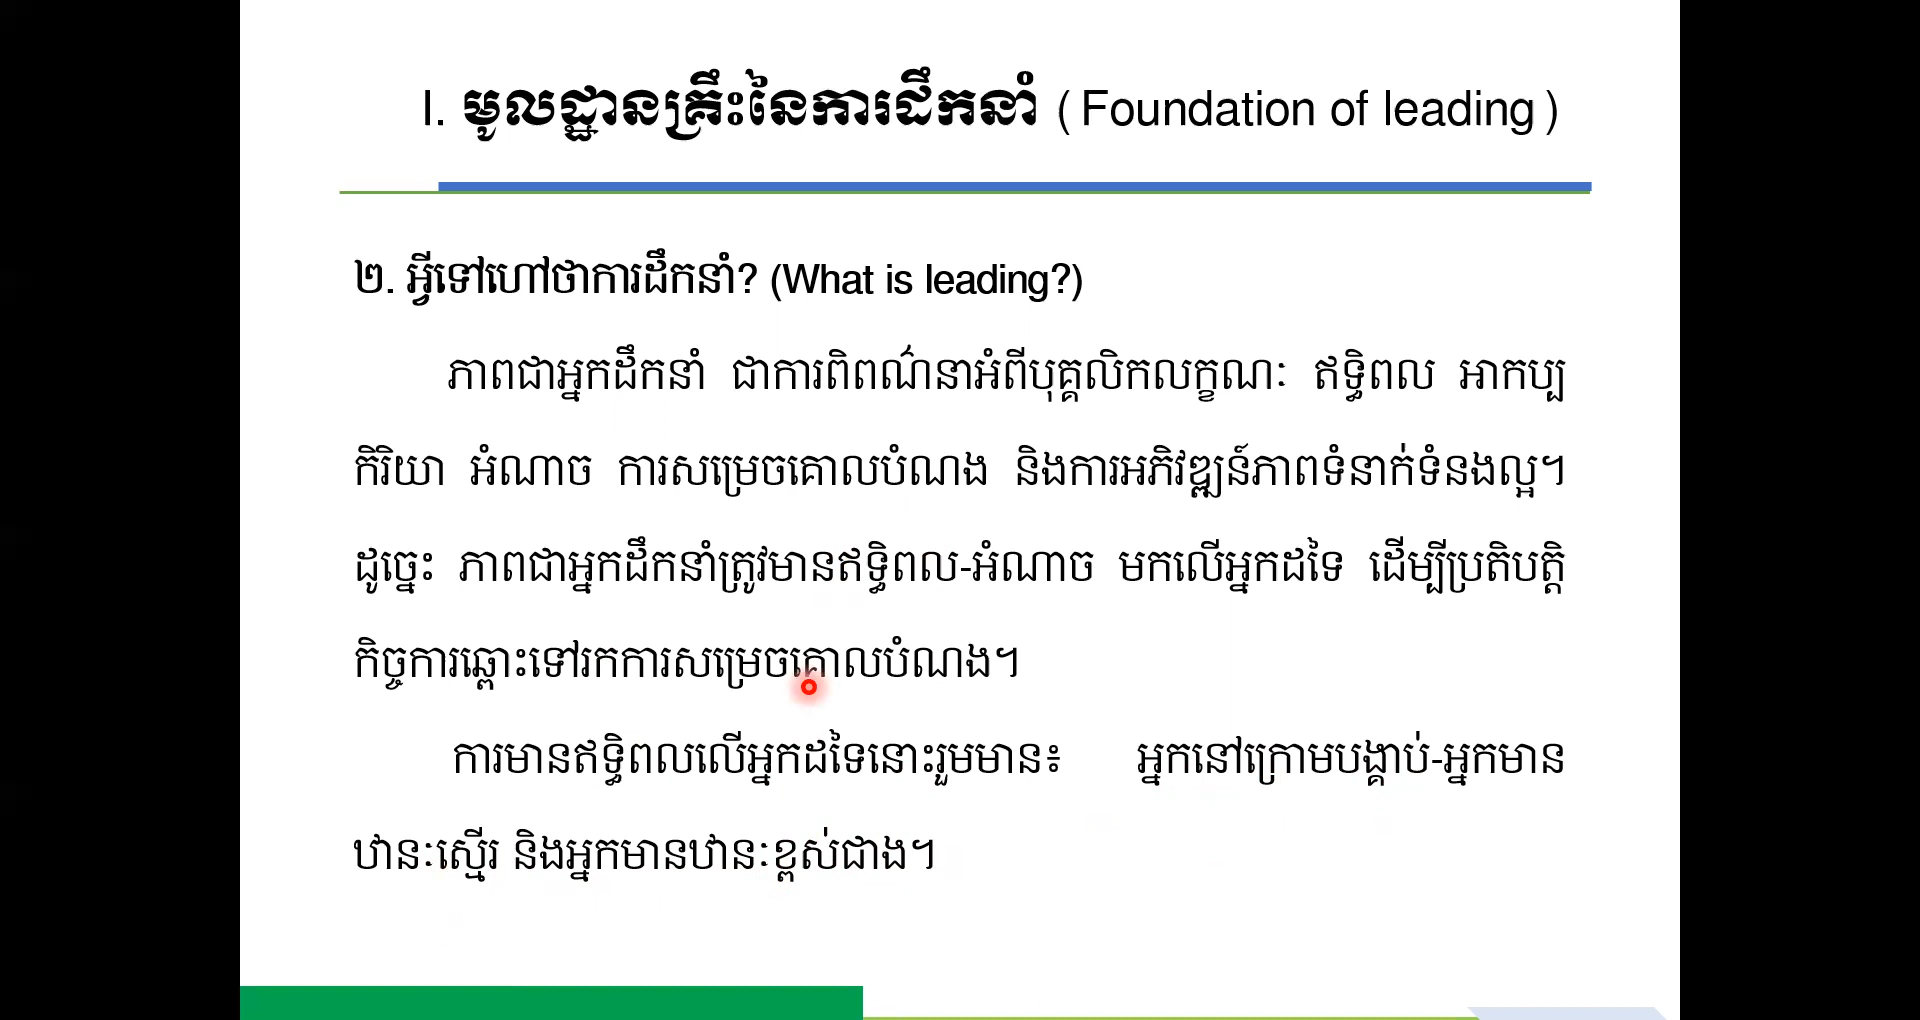 I. មូលដ្ឋានគ្រឹះនៃការដឹកនាំ (Foundation of leading)
២. អ្វីទៅហៅថាការដឹកនាំ? (What is leading?)
ភាពជាអ្នកដឹកនាំ ជាការពិពណ៌នាអំពីបុគ្គលិកលក្ខណៈ ឥទ្ធិពល អាកប្ប
កិរិយា អំណាច ការសម្រេចគោលបំណង និងការអភិវឌ្ឍន៍ភាពទំនាក់ទំនងល្អ។
ដូច្នេះ ភាពជាអ្នកដឹកនាំត្រូវមានឥទ្ធិពល-អំណាច មកលើអ្នកដទៃ ដើម្បីប្រតិបត្តិ
កិច្ចការឆ្ពោះទៅរកការសម្រេចគោលបំណង។
ការមានឥទ្ធិពលលើអ្នកដទៃនោះរួមមាន៖ អ្នកនៅក្រោមបង្គាប់-អ្នកមាន
ឋានៈស្មើរ និងអ្នកមានឋានៈខ្ពស់ជាង។